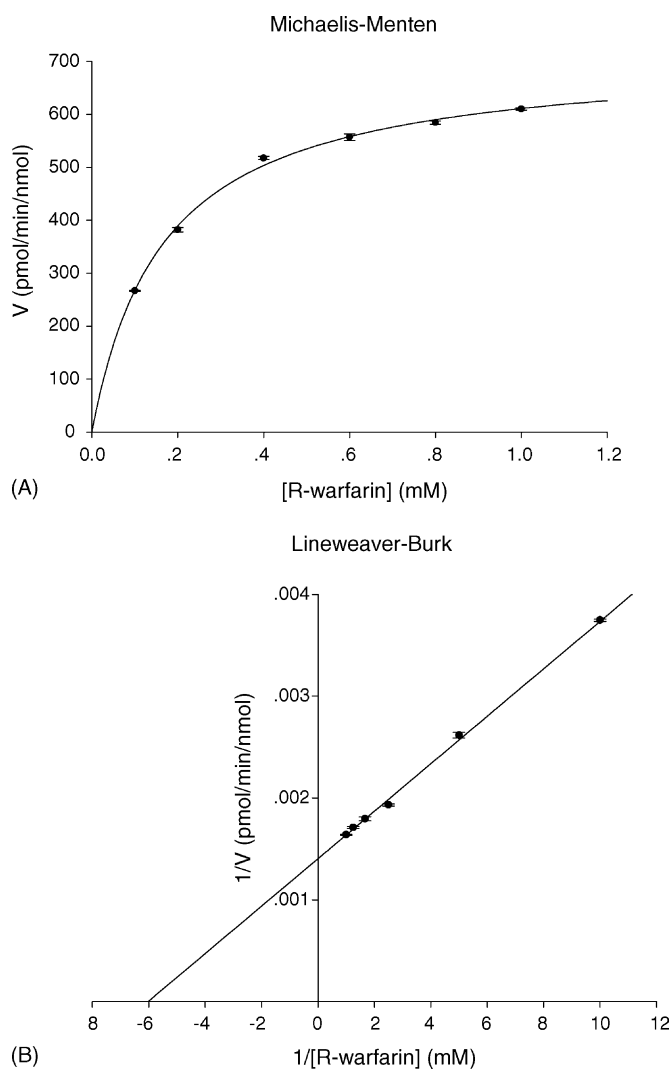 Michaelis-Menten
700
600
500
400
300
200
100
0
V (pmol/min/nmol)
0.0 .2 .4 .6 .8 1.0 1.2
[R-warfarin] (mM)
(A)
Lineweaver-Burk
.004
.003
.002
.001
1/V (pmol/min/nmol)
8 -6 -4 -2 0 2 4 6 8 10 12
1/[R-warfarin] (mM)
(B)